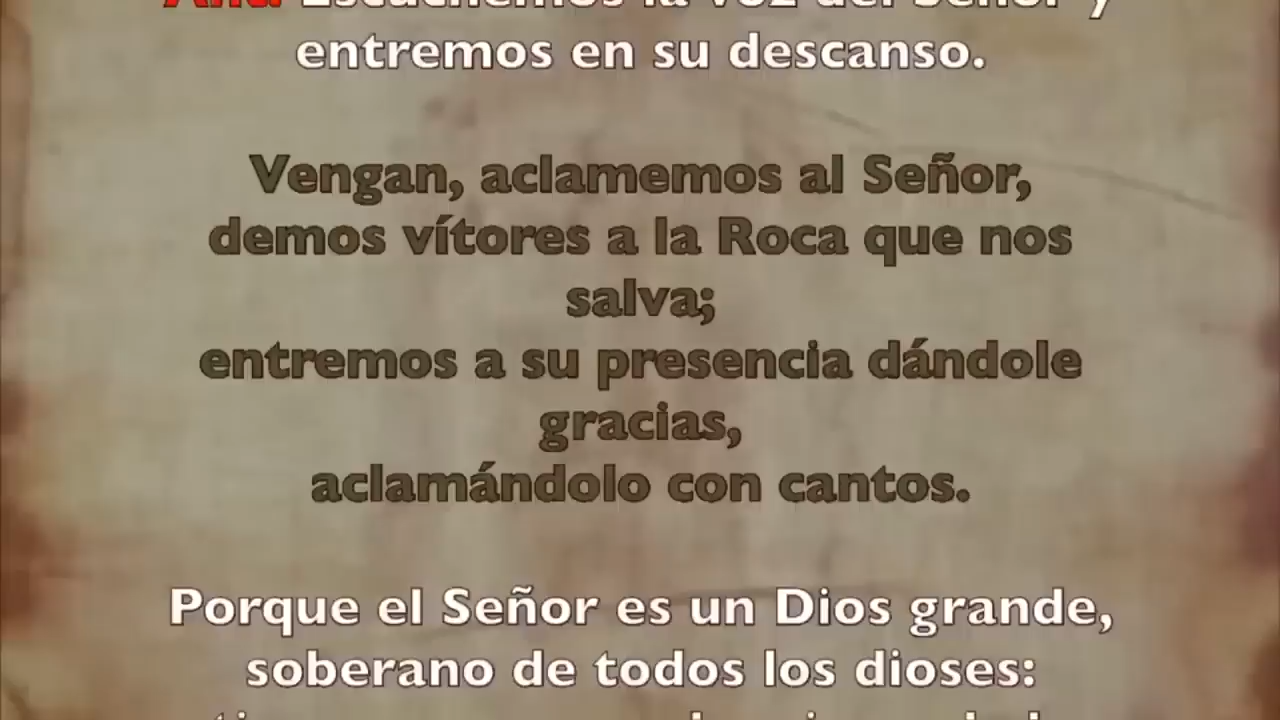 Ant. Escuchemos la voz del Señor y
entremos en su descanso.
Vengan, aclamemos al Señor,
demos vítores a la Roca que nos
salva;
entremos a su presencia dándole
gracias,
aclamándolo con cantos.
Porque el Señor es un Dios grande,
soberano de todos los dioses: